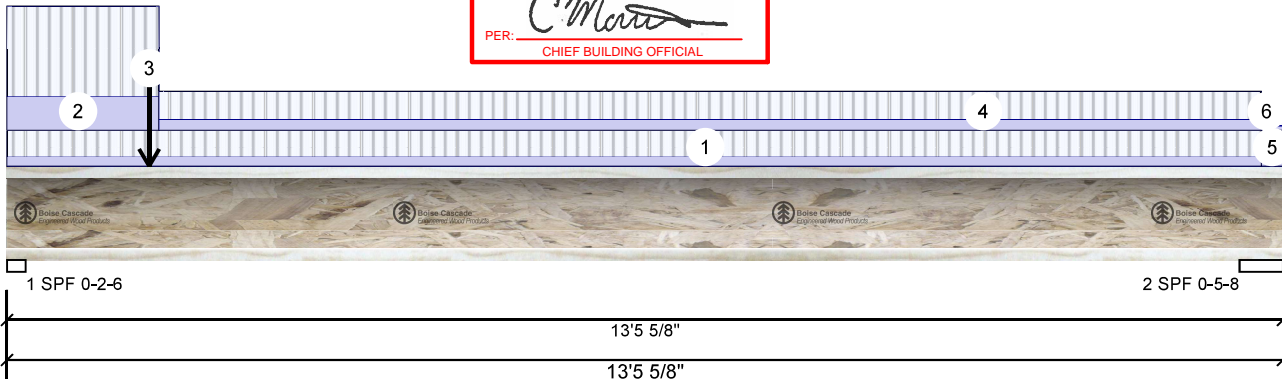 PER:
CHIEF BUILDING OFFICIAL
3
2
4
6
1
5
Boise Cascade
Engineered Wood Products
Boise Cascade
Engineered Wood Products
Boise Cascade
Engineered Wood Products
Boise Cascade
Engineered Wood Products
1 SPF 0-2-6
2 SPF 0-5-8
13'5 5/8"
13'5 5/8"